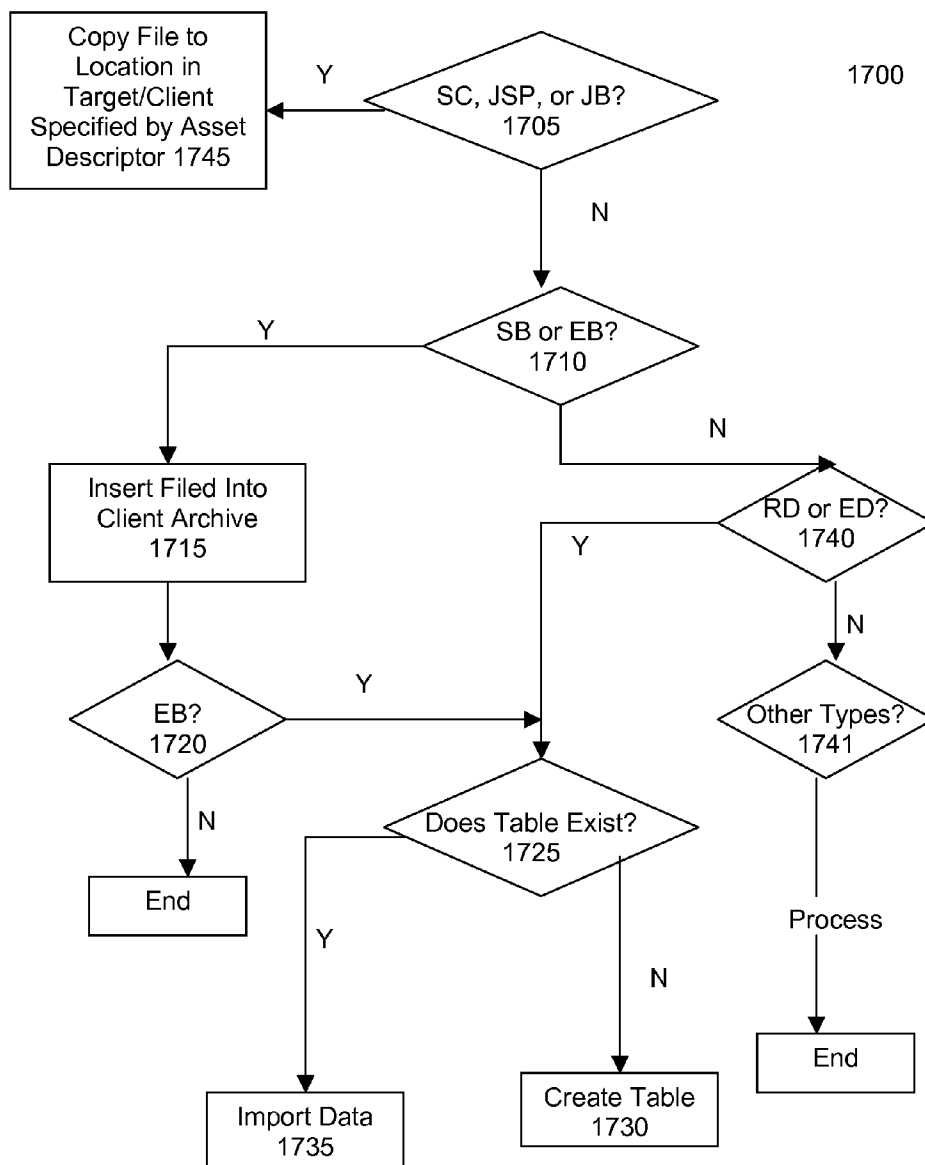 Copy File to
Location in
Target/Client
Specified by Asset
Descriptor 1745
Y
SC, JSP, or JB?
1705
1700
N
Y
SB or EB?
1710
N
Insert Filed Into
Client Archive
1715
Y
RD or ED?
1740
N
EB?
1720
Y
Other Types?
1741
N
End
Does Table Exist?
1725
Y
N
Process
End
Import Data
1735
Create Table
1730